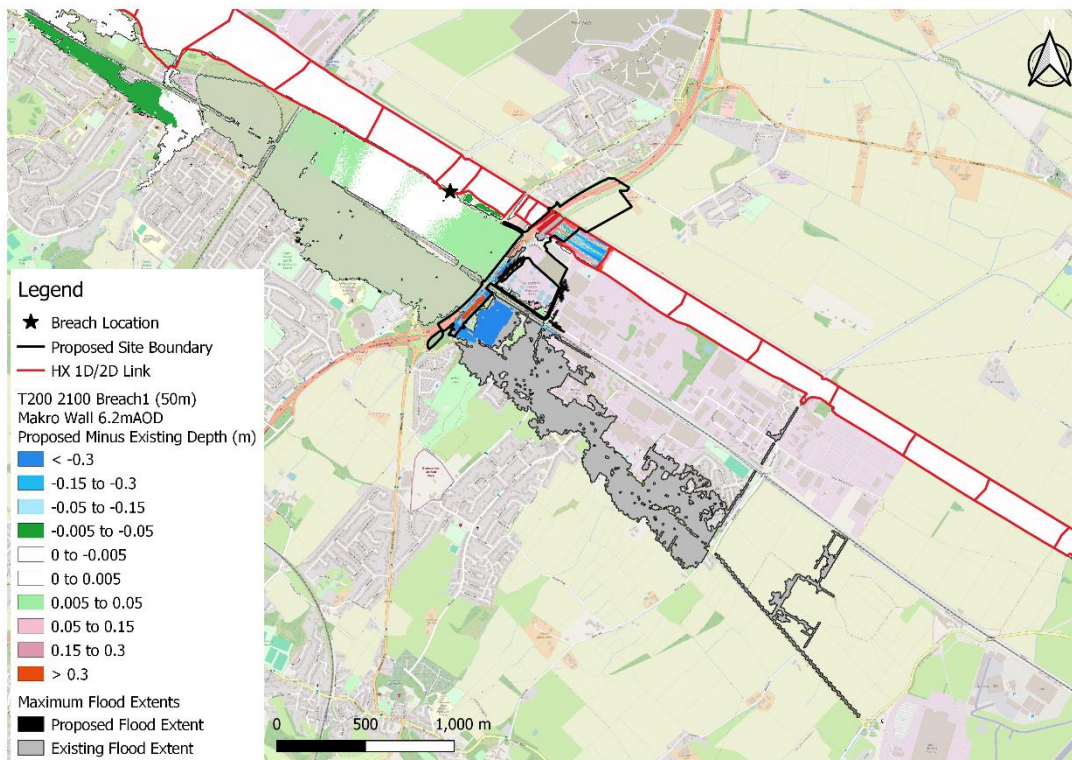 N
Legend
Breach Location
Proposed Site Boundary
HX 1D/2D Link
T200 2100 Breach1 (50m)
Makro Wall 6.2mAOD
Proposed Minus Existing Depth (m)
< -0.3
-0.15 to -0.3
-0.05 to -0.15
-0.005 to -0.05
0 to -0.005
0 to 0.005
0.005 to 0.05
0.05 to 0.15
0.15 to 0.3
> 0.3
Maximum Flood Extents
Proposed Flood Extent
Existing Flood Extent
0 500 1,000 m